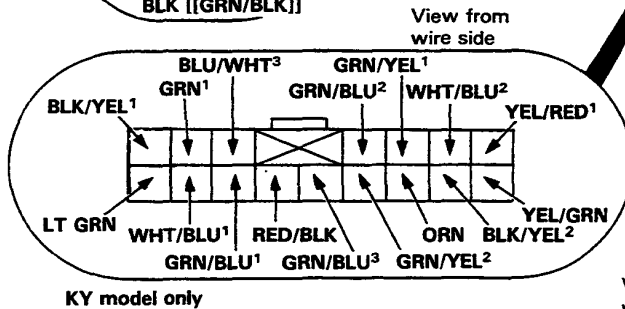 BLK [[GRN/BLK]]
View from
wire side
BLU/WHT³ GRN/YEL¹
GRN¹ GRN/BLU² WHT/BLU²
BLK/YEL¹ YEL/RED¹
LT GRN YEL/GRN
WHT/BLU¹ RED/BLK ORN BLK/YEL²
GRN/BLU¹ GRN/BLU³ GRN/YEL²
KY model only